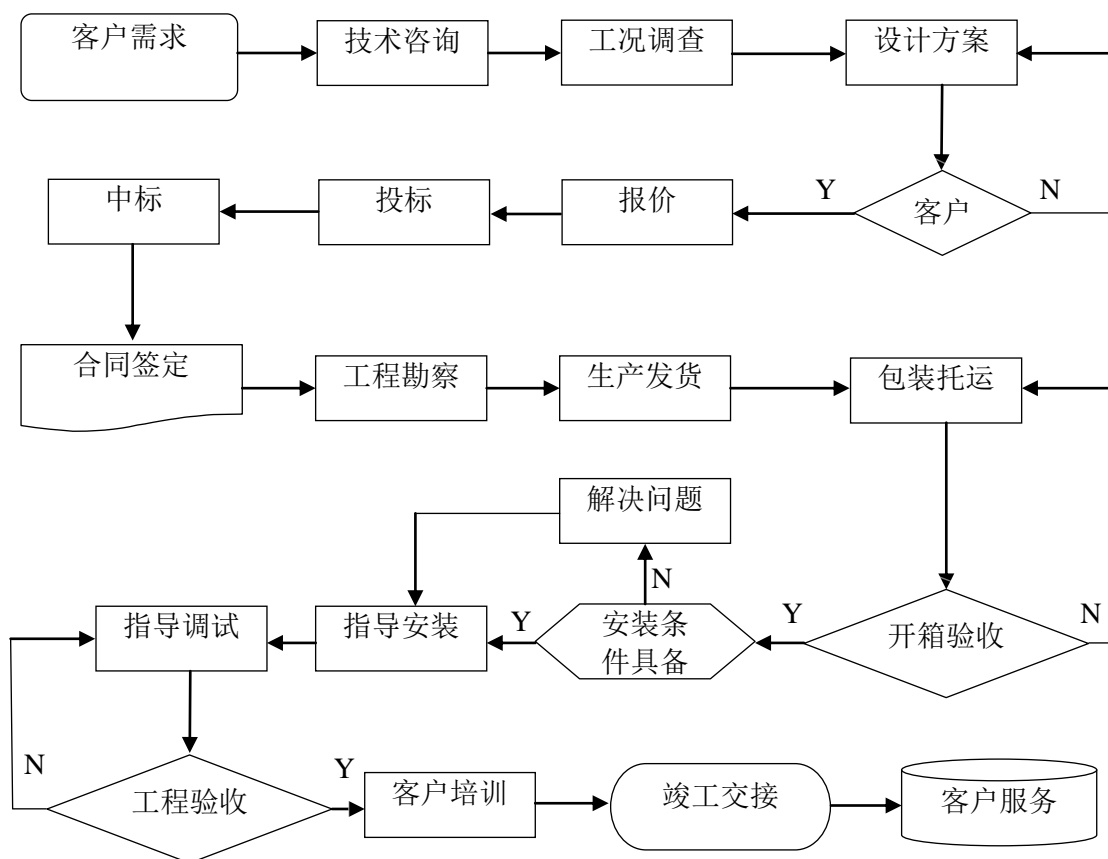 客户需求
技术咨询
工况调查
设计方案
中标
投标
报价
Y
客户
N
合同签定
工程勘察
生产发货
包装托运
解决问题
N
指导调试
指导安装
Y
安装条
件具备
Y
开箱验收
N
N
工程验收
Y
客户培训
竣工交接
客户服务